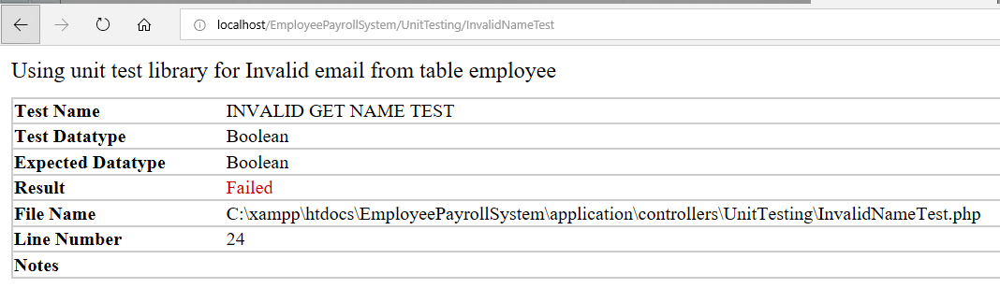 localhost/EmployeePayrollSystem/UnitTesting/InvalidNameTest
Using unit test library for Invalid email from table employee
Test Name INVALID GET NAME TEST
Test Datatype Boolean
Expected Datatype Boolean
Result Failed
File Name C:\xampp\htdocs\EmployeePayrollSystem\application\controllers\UnitTesting\InvalidNameTest.php
Line Number 24
Notes